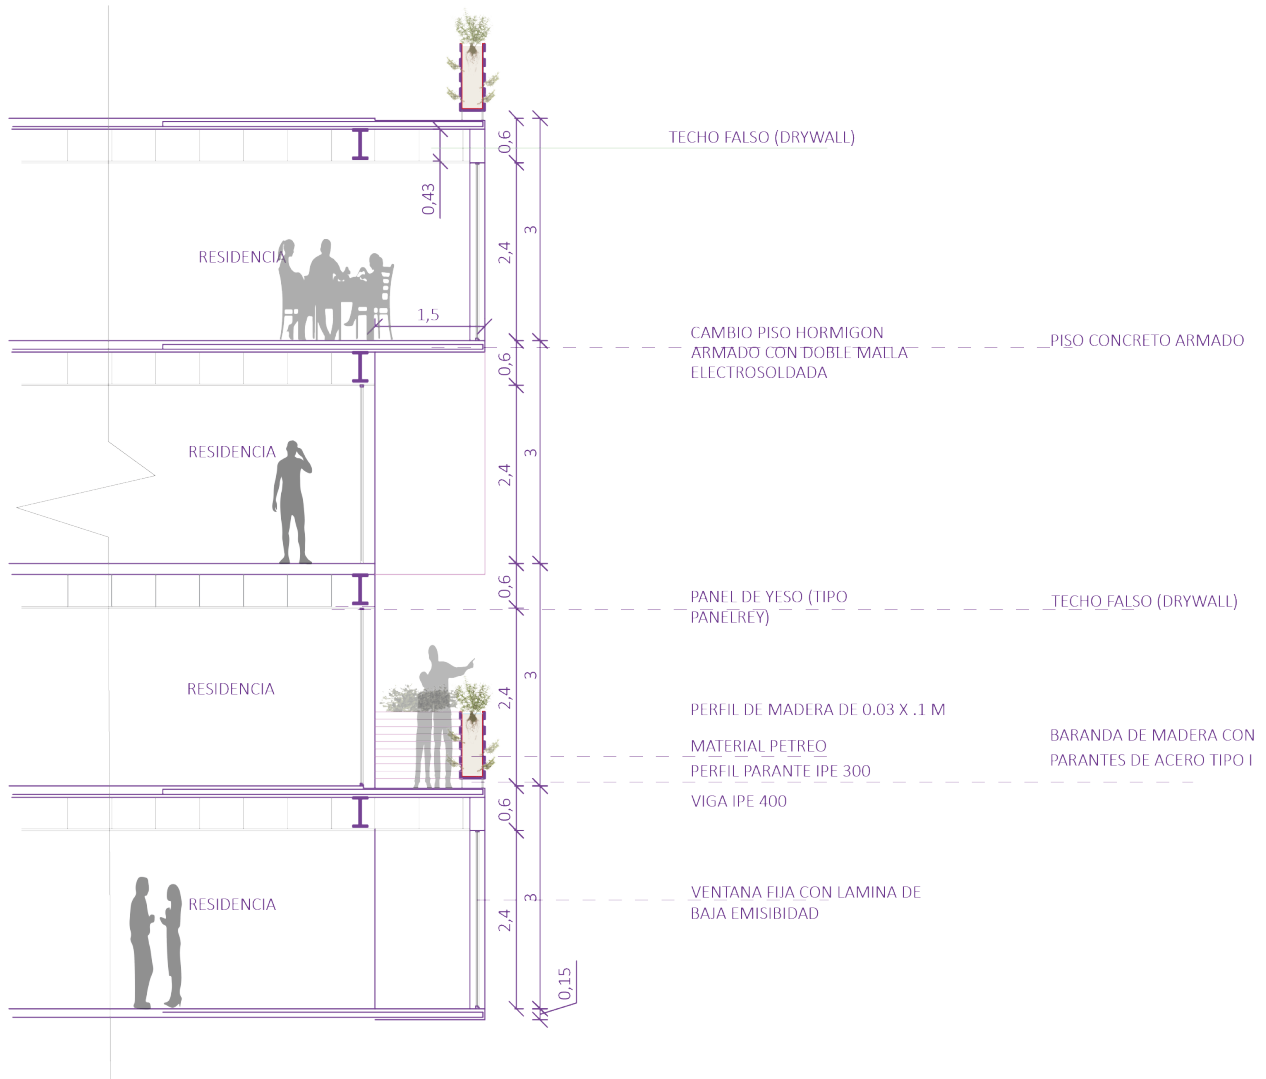 0,6
TECHO FALSO (DRYWALL)
0,43
RESIDENCIA
2,4
3
1,5
CAMBIO PISO HORMIGON
ARMADO CON DOBLE MALLA
ELECTROSOLDADA
PISO CONCRETO ARMADO
0,6
RESIDENCIA
2,4
3
0,6
PANEL DE YESO (TIPO
PANELREY)
TECHO FALSO (DRYWALL)
RESIDENCIA
2,4
3
PERFIL DE MADERA DE 0.03 X .1 M
MATERIAL PETREO
PERFIL PARANTE IPE 300
BARANDA DE MADERA CON
PARANTES DE ACERO TIPO I
VIGA IPE 400
0,6
RESIDENCIA
2,4
3
VENTANA FIJA CON LAMINA DE
BAJA EMISIBIDAD
0,15